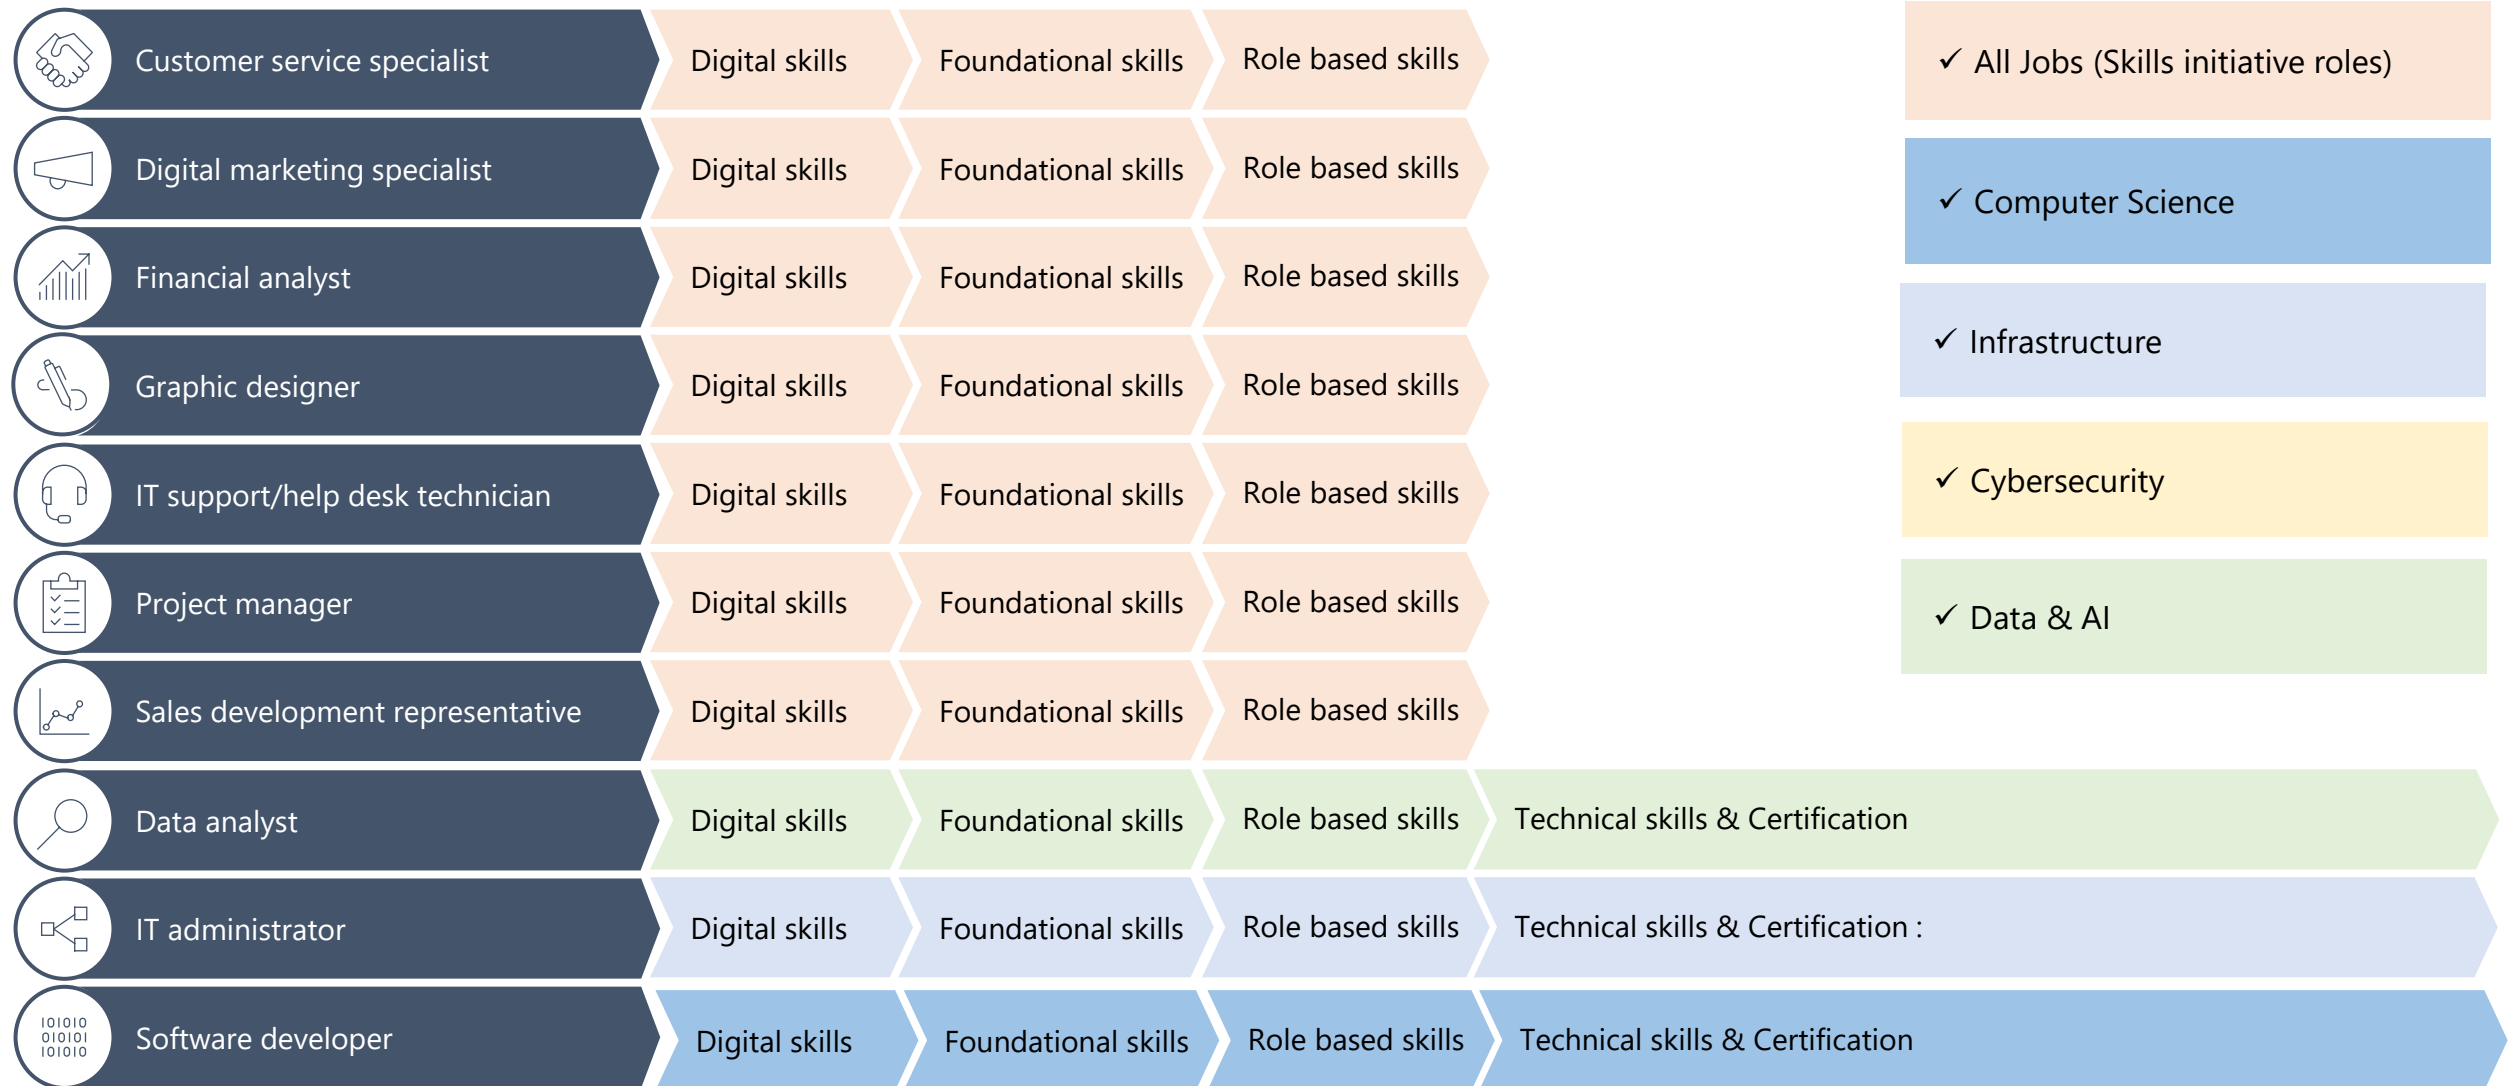 Customer service specialist
Digital skills
Foundational skills
Role based skills
Digital marketing specialist
Digital skills
Foundational skills
Role based skills
Financial analyst
Digital skills
Foundational skills
Role based skills
Graphic designer
Digital skills
Foundational skills
Role based skills
IT support/help desk technician
Digital skills
Foundational skills
Role based skills
Project manager
Digital skills
Foundational skills
Role based skills
Sales development representative
Digital skills
Foundational skills
Role based skills
Data analyst
Digital skills
Foundational skills
Role based skills
Technical skills & Certification
IT administrator
Digital skills
Foundational skills
Role based skills
Technical skills & Certification :
101010
010101
101010
Software developer
Digital skills
Foundational skills
Role based skills
Technical skills & Certification
✓ All Jobs (Skills initiative roles)
✓ Computer Science
✓ Infrastructure
✓ Cybersecurity
✓ Data & AI